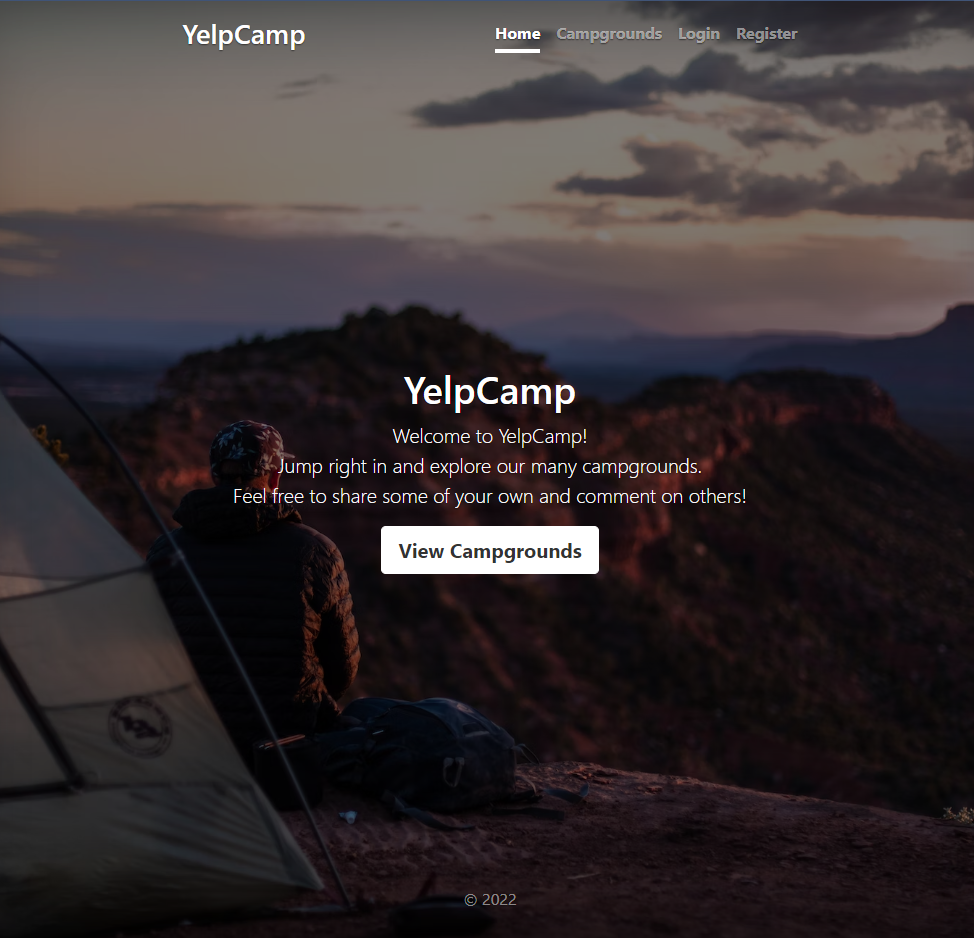 YelpCamp
Home Campgrounds Login Register
YelpCamp
Welcome to YelpCamp!
Jump right in and explore our many campgrounds.
Feel free to share some of your own and comment on others!
View Campgrounds
© 2022